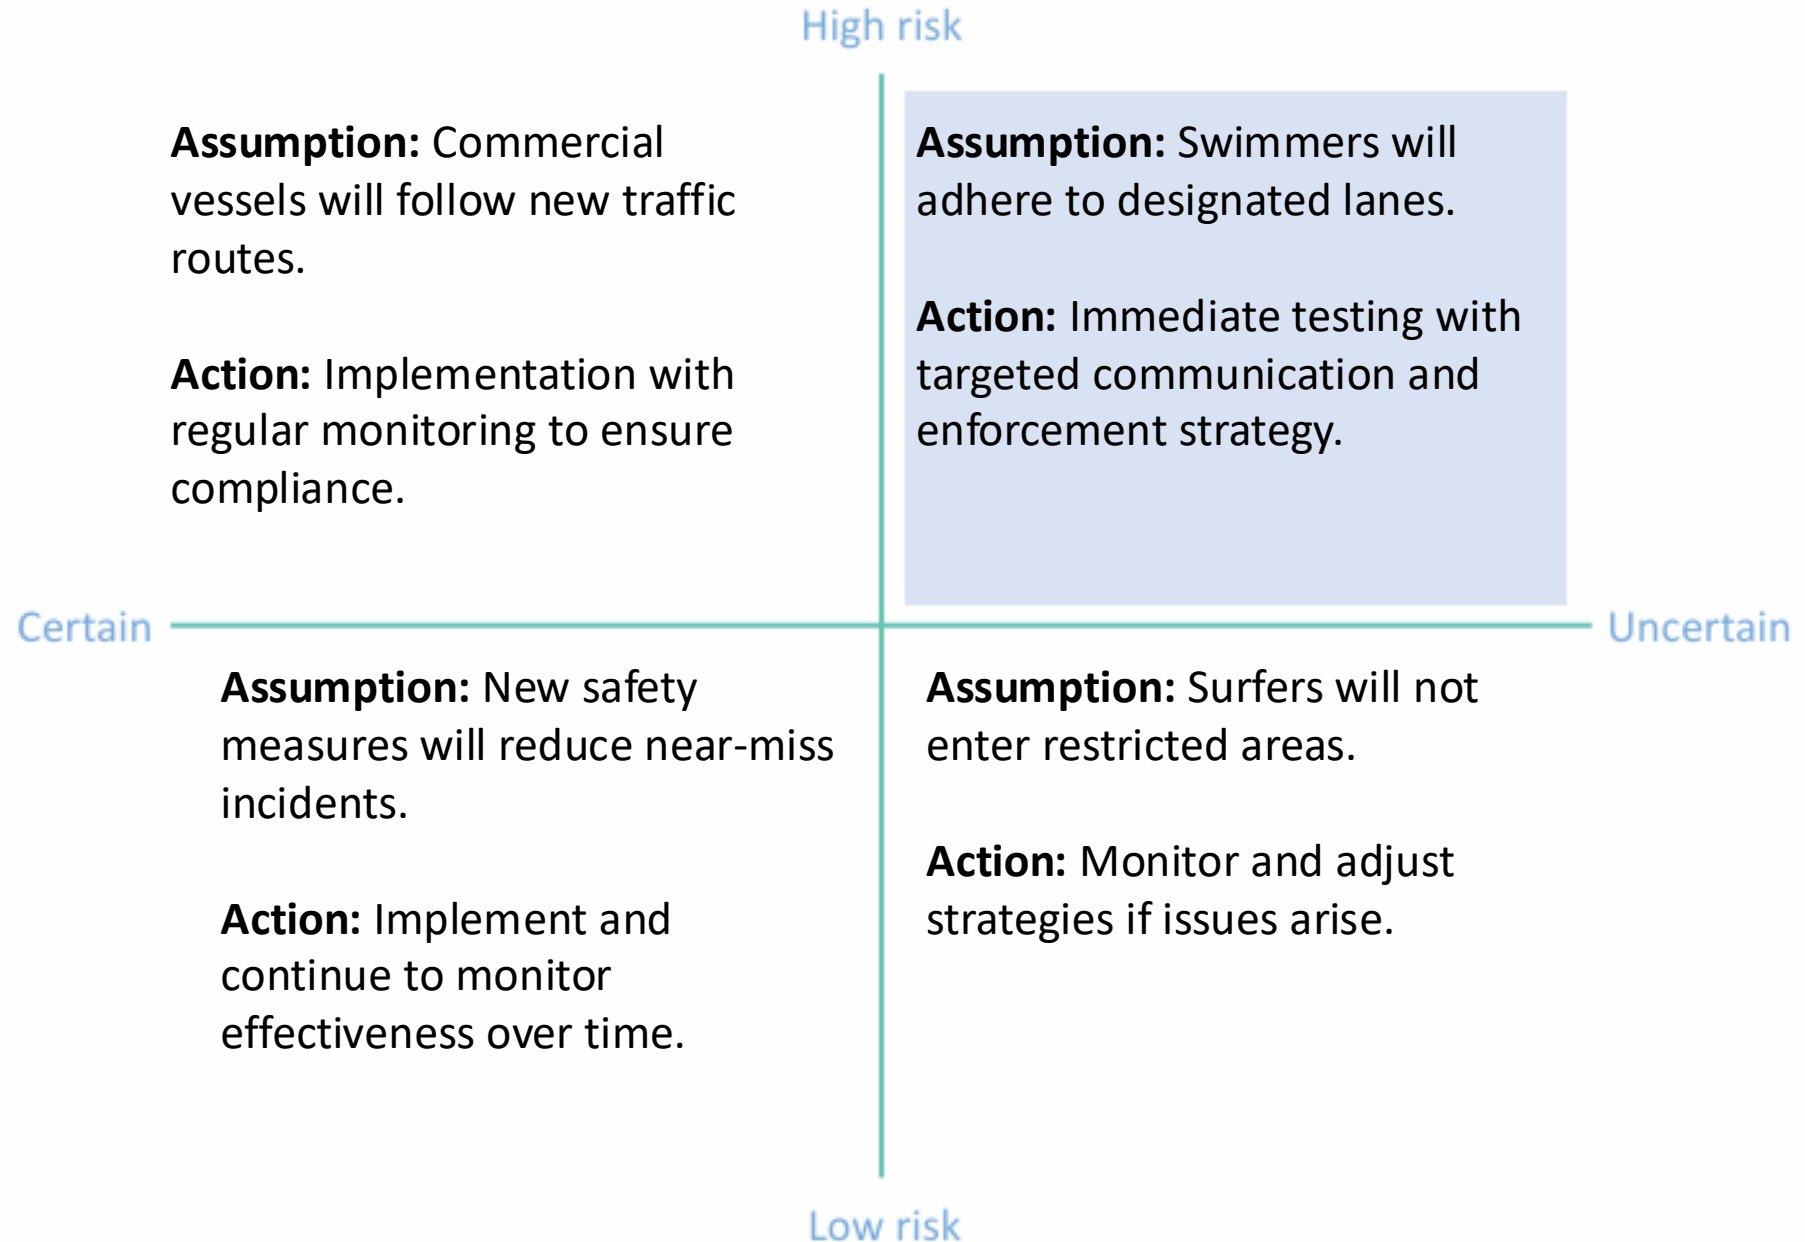 High risk
Assumption: Commercial
vessels will follow new traffic
routes.
Action: Implementation with
regular monitoring to ensure
compliance.
Assumption: Swimmers will
adhere to designated lanes.
Action: Immediate testing with
targeted communication and
enforcement strategy.
Certain
Uncertain
Assumption: New safety
measures will reduce near-miss
incidents.
Action: Implement and
continue to monitor
effectiveness over time.
Assumption: Surfers will not
enter restricted areas.
Action: Monitor and adjust
strategies if issues arise.
Low risk